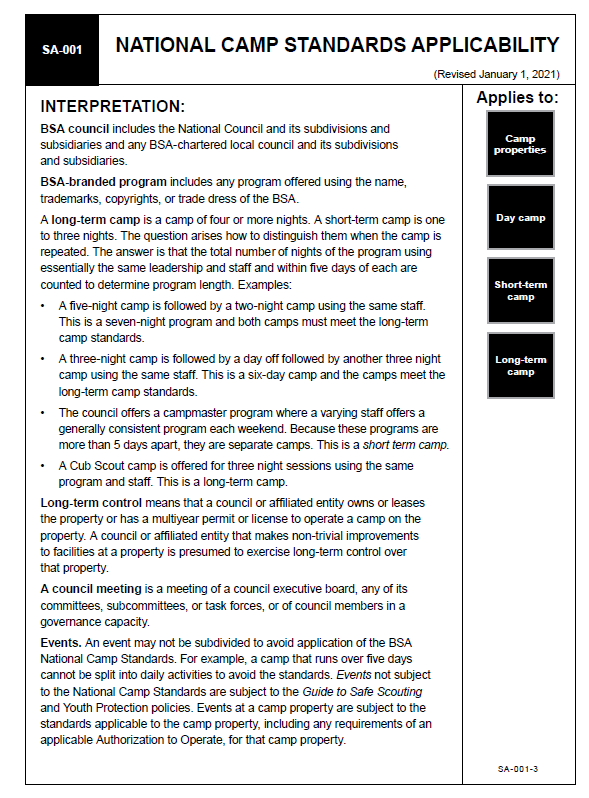 SA-001
NATIONAL CAMP STANDARDS APPLICABILITY
(Revised January 1, 2021)
INTERPRETATION:
BSA council includes the National Council and its subdivisions and
subsidiaries and any BSA-chartered local council and its subdivisions
and subsidiaries.
BSA-branded program includes any program offered using the name,
trademarks, copyrights, or trade dress of the BSA.
A long-term camp is a camp of four or more nights. A short-term camp is one
to three nights. The question arises how to distinguish them when the camp is
repeated. The answer is that the total number of nights of the program using
essentially the same leadership and staff and within five days of each are
counted to determine program length. Examples:
• A five-night camp is followed by a two-night camp using the same staff.
This is a seven-night program and both camps must meet the long-term
camp standards.
• A three-night camp is followed by a day off followed by another three night
camp using the same staff. This is a six-day camp and the camps meet the
long-term camp standards.
• The council offers a campmaster program where a varying staff offers a
generally consistent program each weekend. Because these programs are
more than 5 days apart, they are separate camps. This is a short term camp.
• A Cub Scout camp is offered for three night sessions using the same
program and staff. This is a long-term camp.
Long-term control means that a council or affiliated entity owns or leases
the property or has a multiyear permit or license to operate a camp on the
property. A council or affiliated entity that makes non-trivial improvements
to facilities at a property is presumed to exercise long-term control over
that property.
A council meeting is a meeting of a council executive board, any of its
committees, subcommittees, or task forces, or of council members in a
governance capacity.
Events. An event may not be subdivided to avoid application of the BSA
National Camp Standards. For example, a camp that runs over five days
cannot be split into daily activities to avoid the standards. Events not subject
to the National Camp Standards are subject to the Guide to Safe Scouting
and Youth Protection policies. Events at a camp property are subject to the
standards applicable to the camp property, including any requirements of an
applicable Authorization to Operate, for that camp property.
Applies to:
Camp
properties
Day camp
Short-term
camp
Long-term
camp
SA-001-3